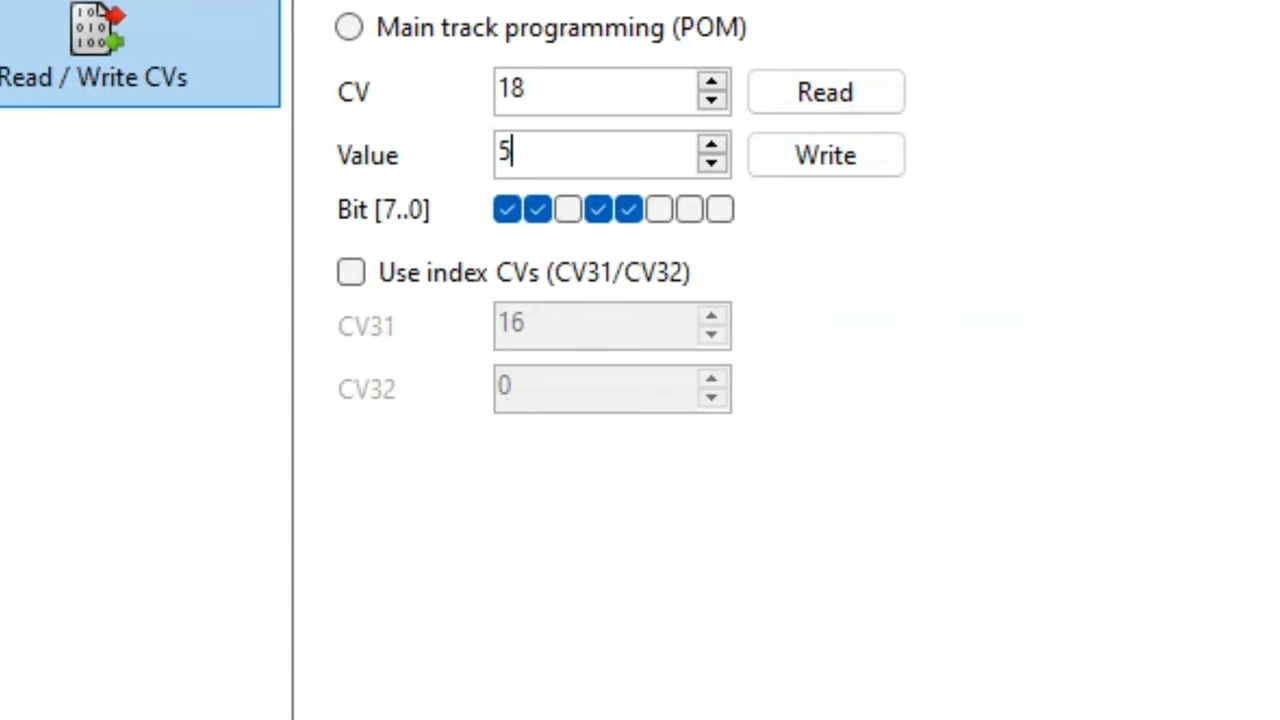 Read / Write CVs
Main track programming (POM)
CV 18 Read
Value 5 Write
Bit [7..0]
Use index CVs (CV31/CV32)
CV31 16
CV32 0